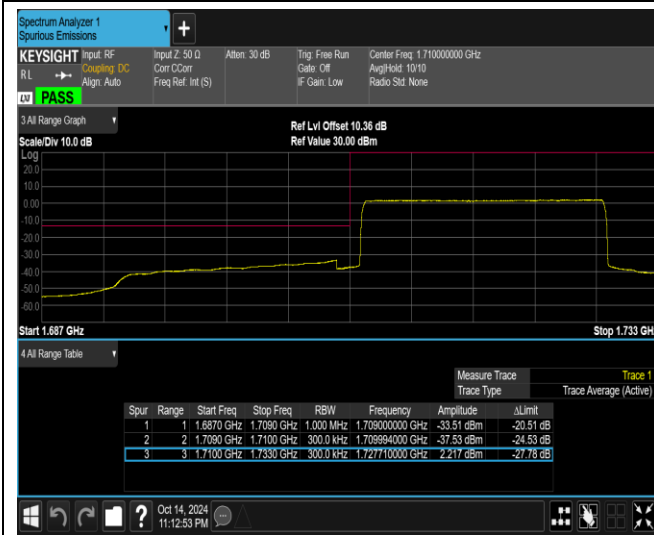 Spectrum Analyzer 1
Spurious Emissions
+
KEYSIGHT Input: RF Input Z: 50 Ω Atten: 30 dB Trig: Free Run Center Freq: 1.710000000 GHz
RL Coupling: DC Corr CCorr Gate: Off Avg|Hold: 10/10
Align: Auto Freq Ref: Int (S) IF Gain: Low Radio Std: None
LXI PASS
3 All Range Graph
Ref Lvl Offset 10.36 dB
Scale/Div 10.0 dB Ref Value 30.00 dBm
Log
20.0
10.0
0.00
-10.0
-20.0
-30.0
-40.0
-50.0
-60.0
Start 1.687 GHz Stop 1.733 GH
4 All Range Table
Measure Trace Trace 1
Trace Type Trace Average (Active)
Spur Range Start Freq Stop Freq RBW Frequency Amplitude ΔLimit
1 1 1.6870 GHz 1.7090 GHz 1.000 MHz 1.709000000 GHz -33.51 dBm -20.51 dB
2 2 1.7090 GHz 1.7100 GHz 300.0 kHz 1.709994000 GHz -37.53 dBm -24.53 dB
3 3 1.7100 GHz 1.7330 GHz 300.0 kHz 1.727710000 GHz 2.217 dBm -27.78 dB
? Oct 14, 2024
11:12:53 PM